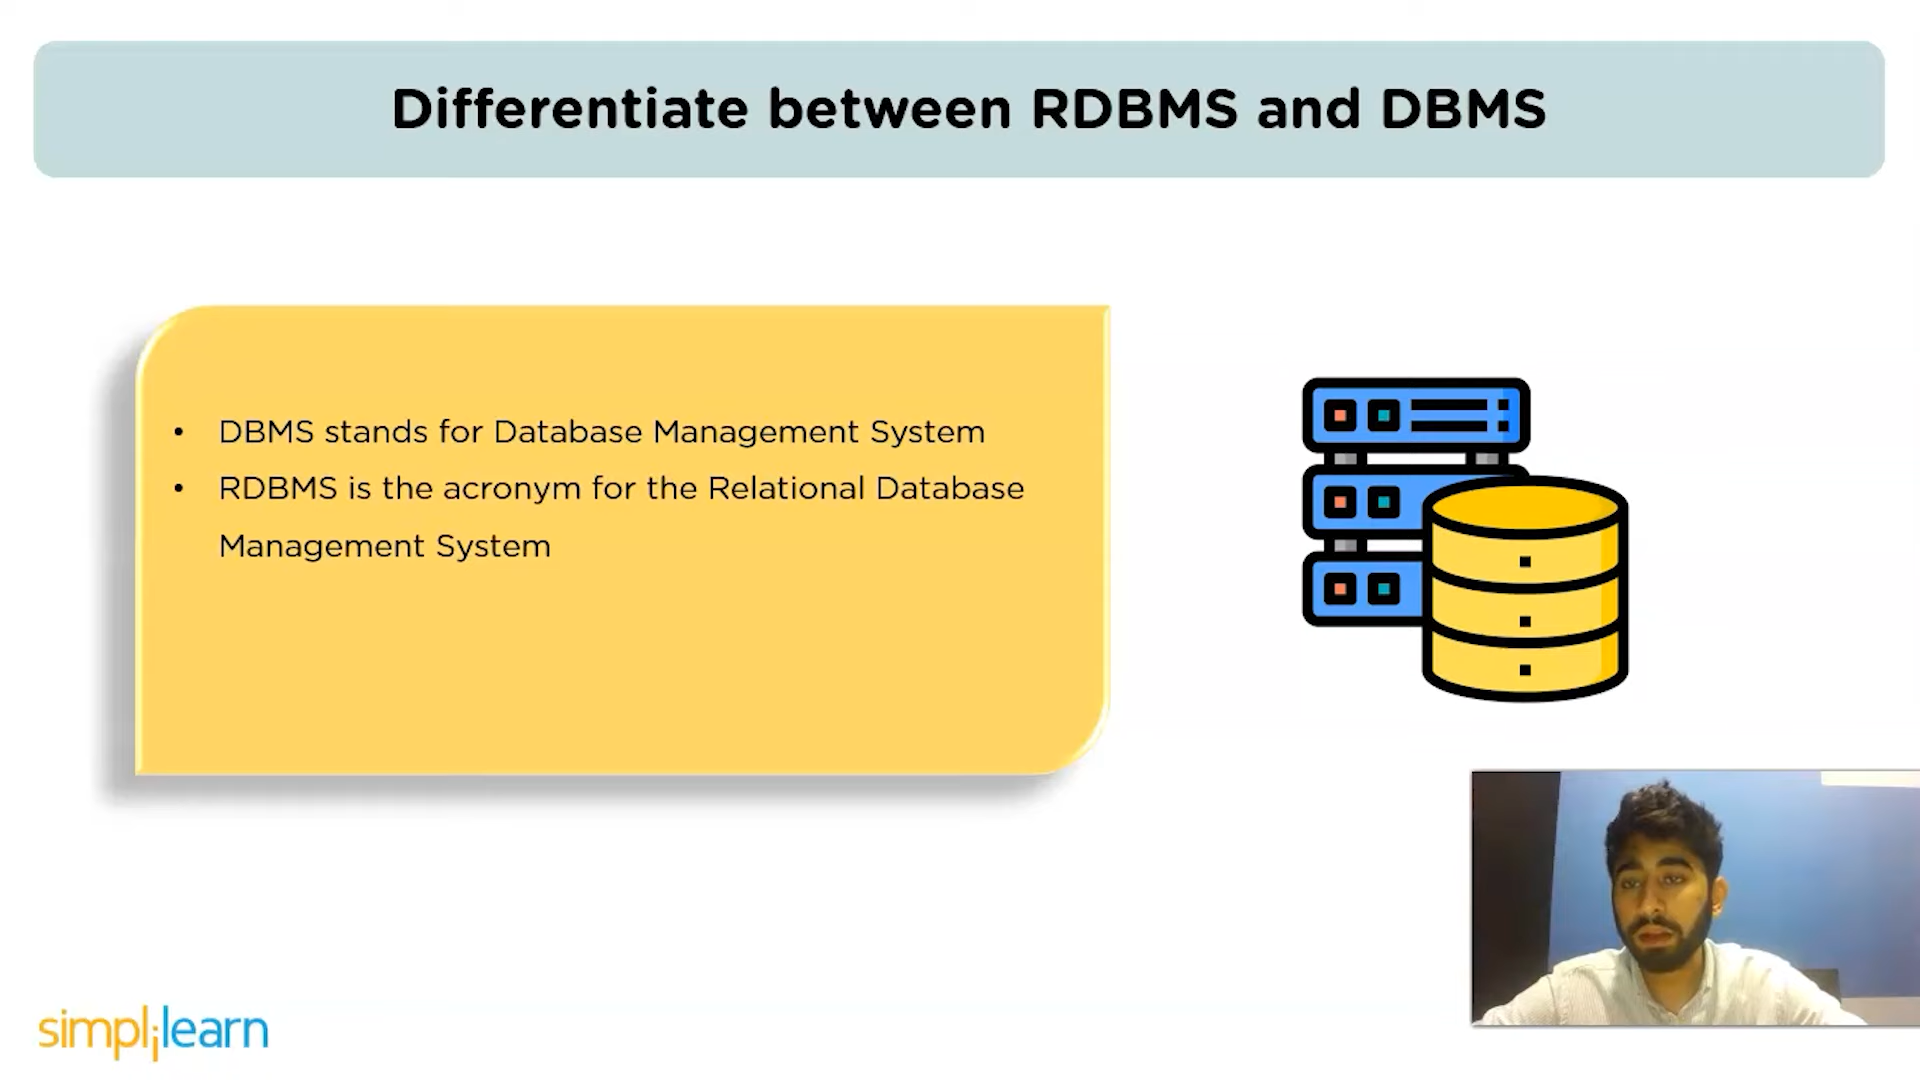 Differentiate between RDBMS and DBMS
• DBMS stands for Database Management System
• RDBMS is the acronym for the Relational Database
Management System
simplilearn